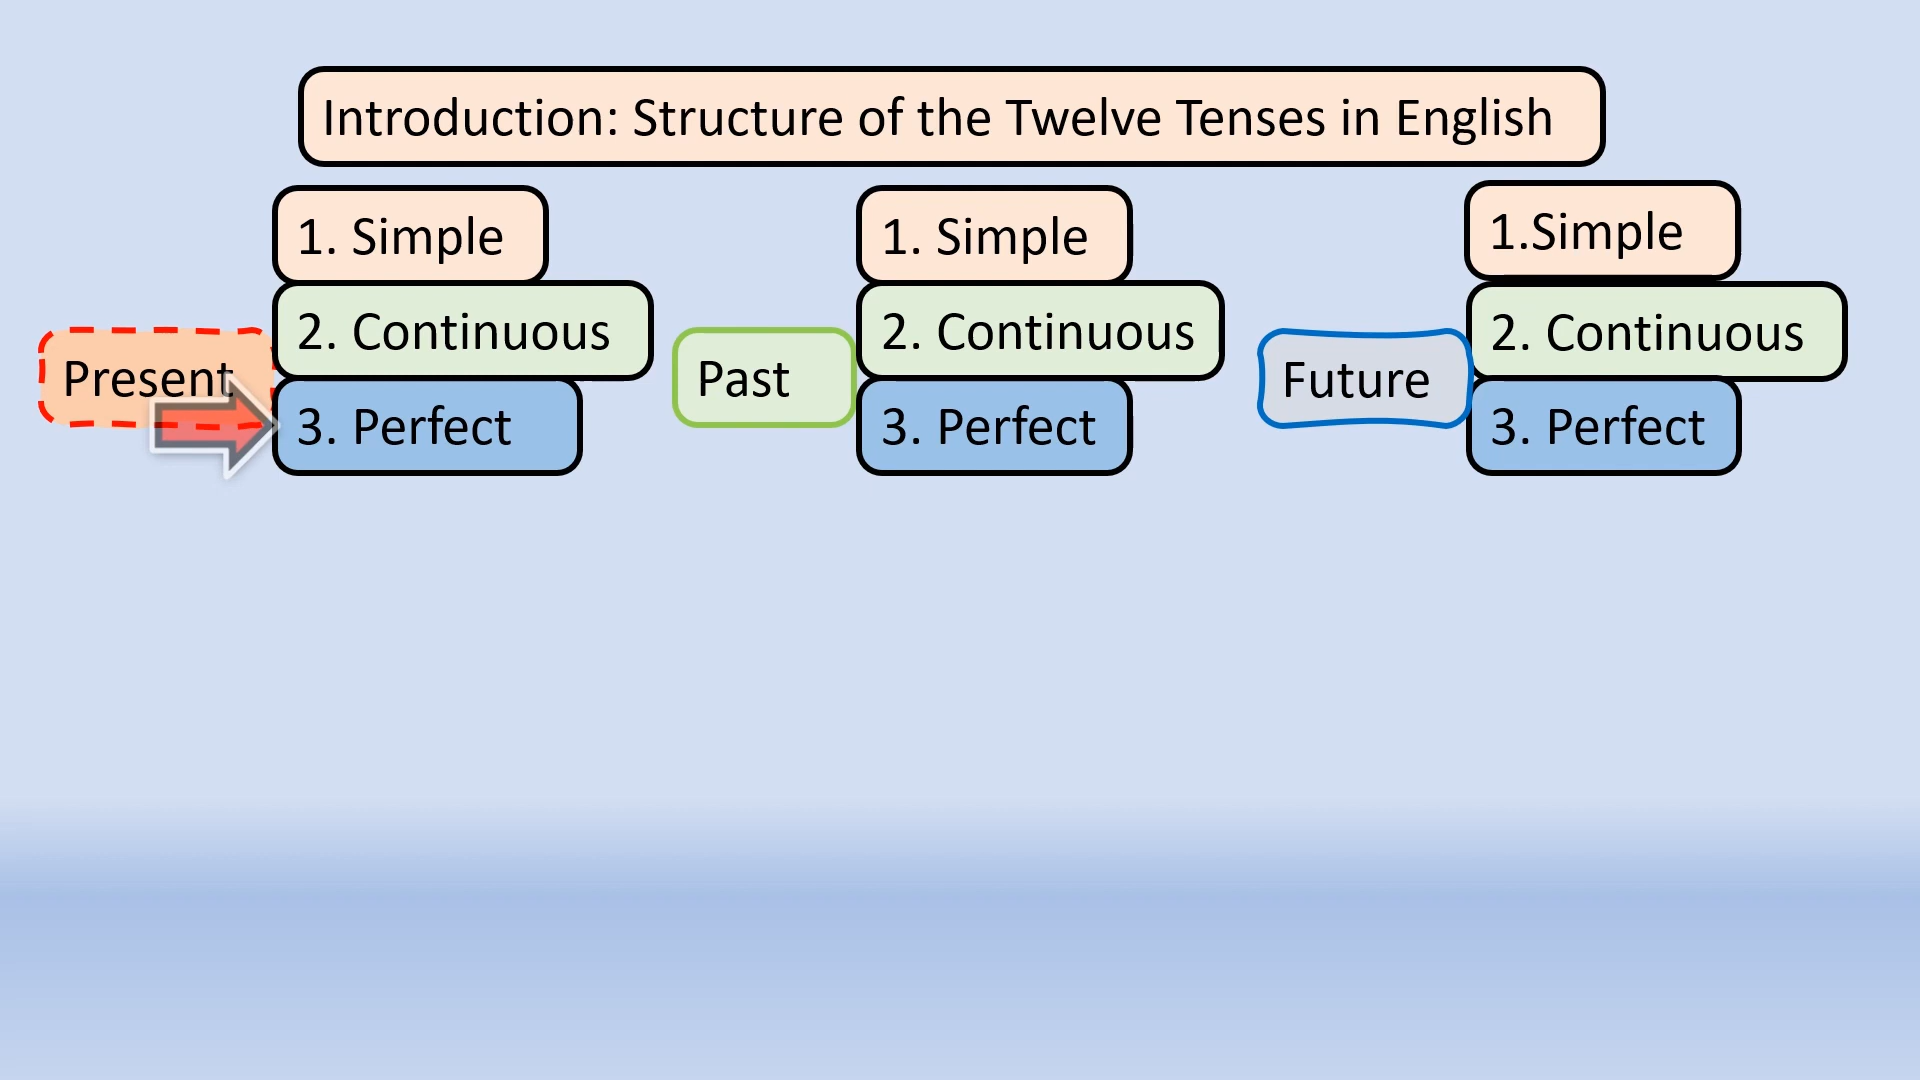 Introduction: Structure of the Twelve Tenses in English
Present
1. Simple
2. Continuous
3. Perfect
Past
1. Simple
2. Continuous
3. Perfect
Future
1.Simple
2. Continuous
3. Perfect